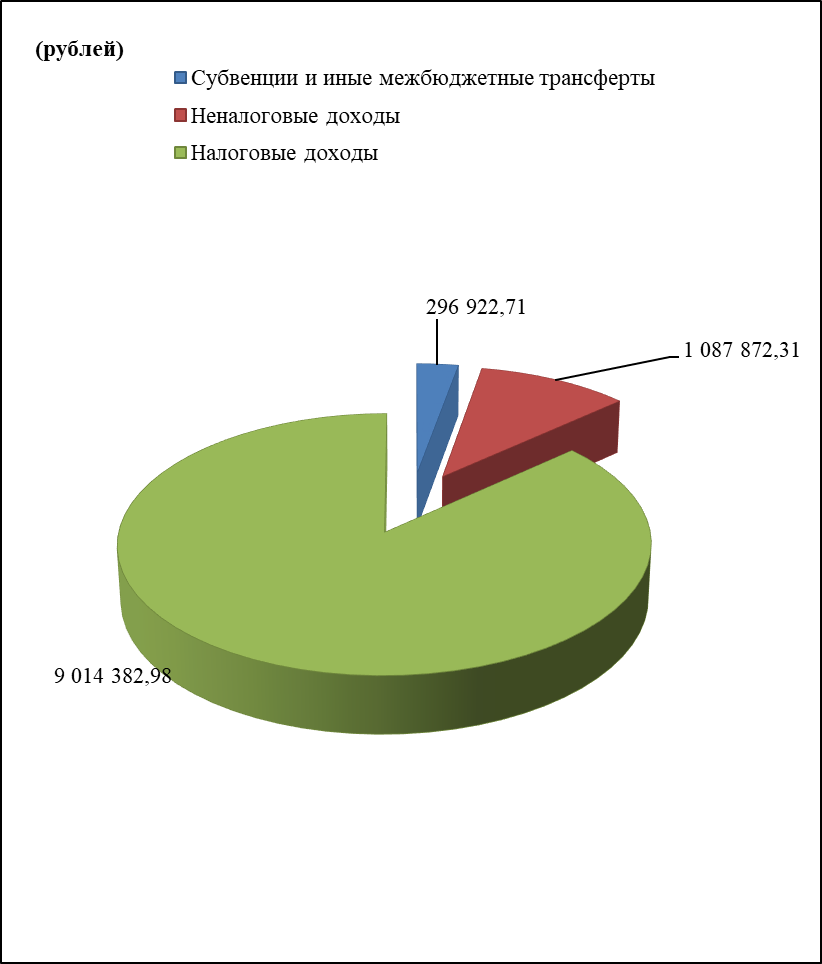 (рублей)
Субвенции и иные межбюджетные трансферты
Неналоговые доходы
Налоговые доходы
296 922,71
1 087 872,31
9 014 382,98